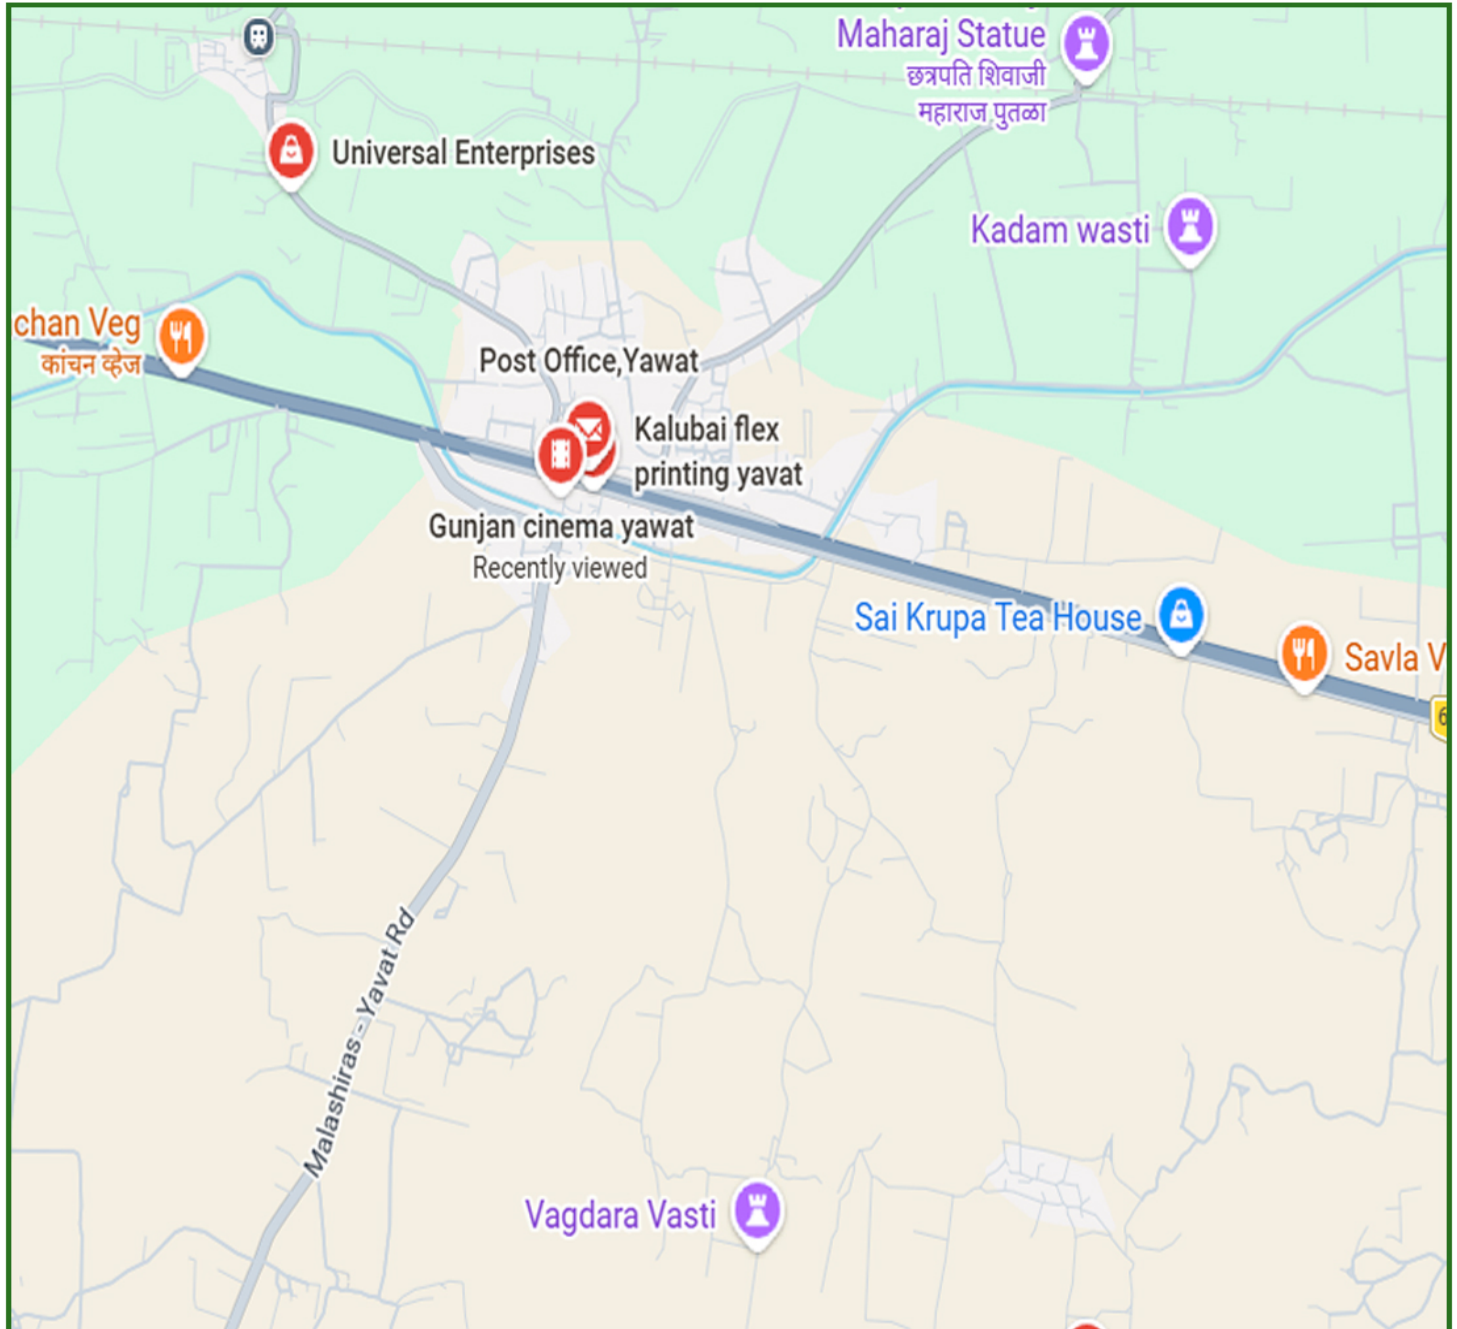 Maharaj Statue
छत्रपति शिवाजी
महाराज पुतळा
Universal Enterprises
Kadam wasti
chan Veg
कांचन व्हेज
Post Office,Yawat
Kalubai flex
printing yavat
Gunjan cinema yawat
Recently viewed
Sai Krupa Tea House
Savla V
6
Malashiras - Yavat Rd
Vagdara Vasti